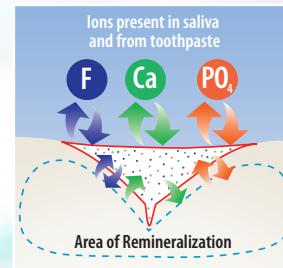 Ions present in saliva
and from toothpaste
F Ca PO₄
Area of Remineralization